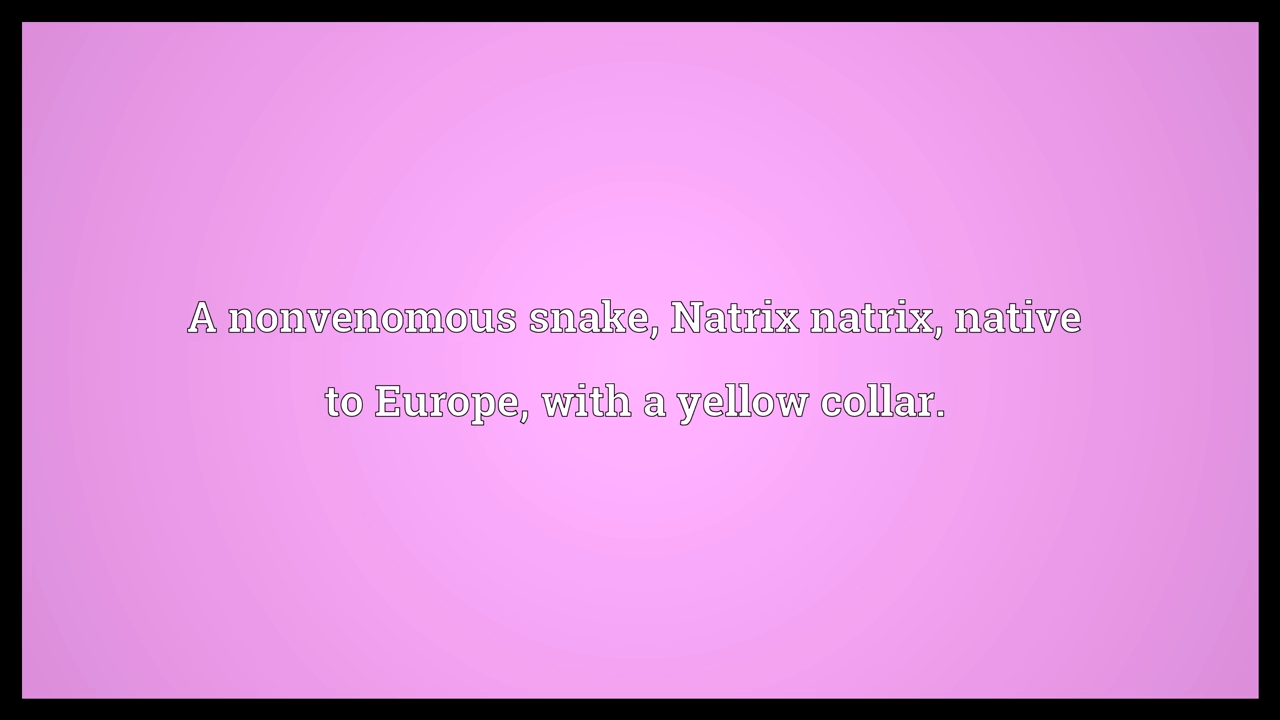 A nonvenomous snake, Natrix natrix, native
to Europe, with a yellow collar.